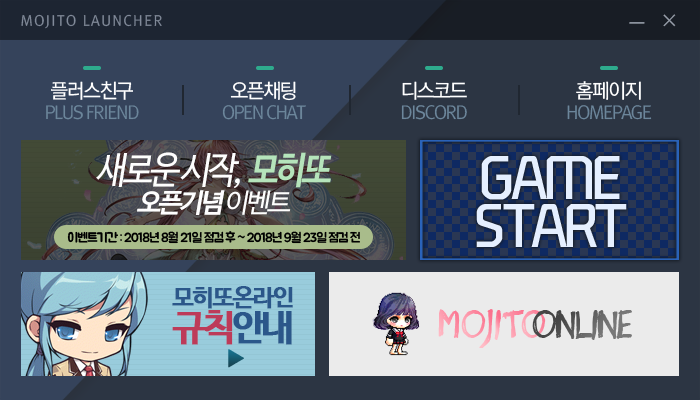 MOJITO LAUNCHER
플러스친구
PLUS FRIEND
오픈채팅
OPEN CHAT
디스코드
DISCORD
홈페이지
HOMEPAGE
새로운 시작, 모히또
오픈기념 이벤트
이벤트기간 : 2018년 8월 21일 점검 후 ~ 2018년 9월 23일 점검 전
GAME
START
모히또온라인
규칙안내
MOJITO ONLINE